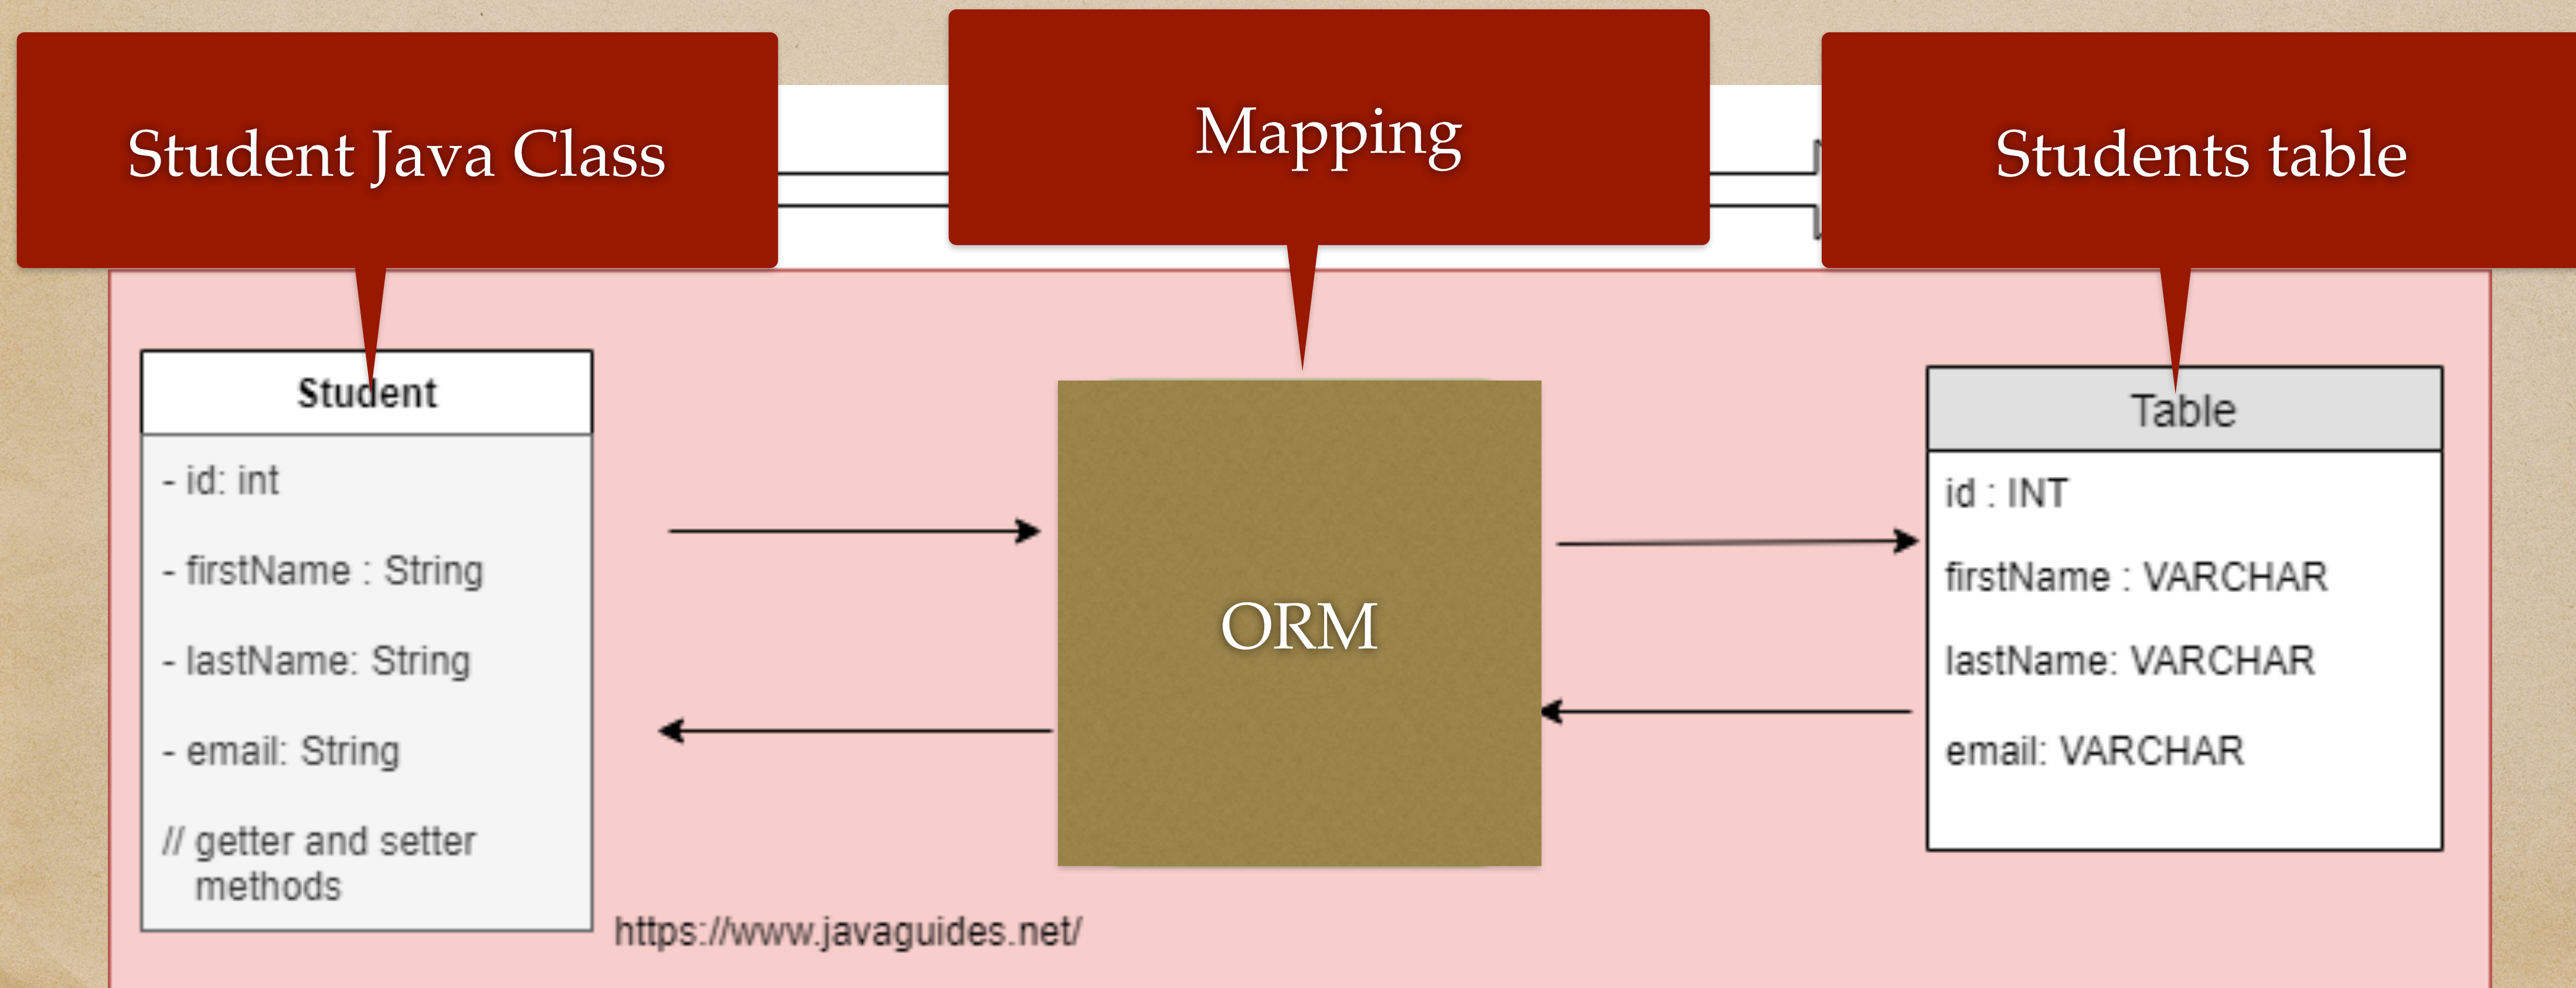 Student Java Class
Mapping
Students table
Student
- id: int
- firstName : String
- lastName: String
- email: String
// getter and setter
methods
ORM
Table
id : INT
firstName : VARCHAR
lastName: VARCHAR
email: VARCHAR
https://www.javaguides.net/